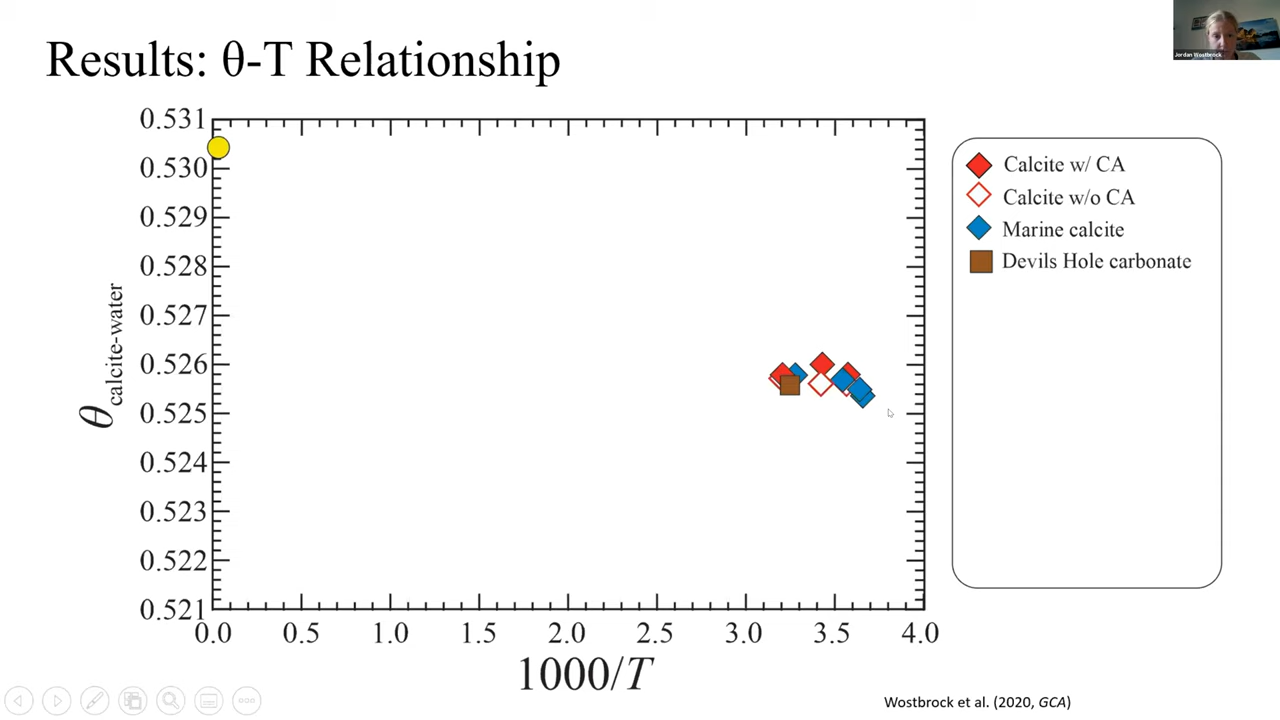 Results: θ-T Relationship
Jordan Wostbrock
0.531
0.530
0.529
0.528
0.527
0.526
0.525
0.524
0.523
0.522
0.521
θcalcite-water
0.0 0.5 1.0 1.5 2.0 2.5 3.0 3.5 4.0
1000/T
Calcite w/ CA
Calcite w/o CA
Marine calcite
Devils Hole carbonate
Wostbrock et al. (2020, GCA)